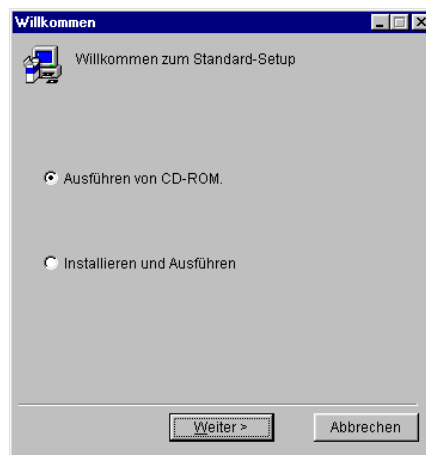 Willkommen
Willkommen zum Standard-Setup
Ausführen von CD-ROM.
Installieren und Ausführen
Weiter >
Abbrechen